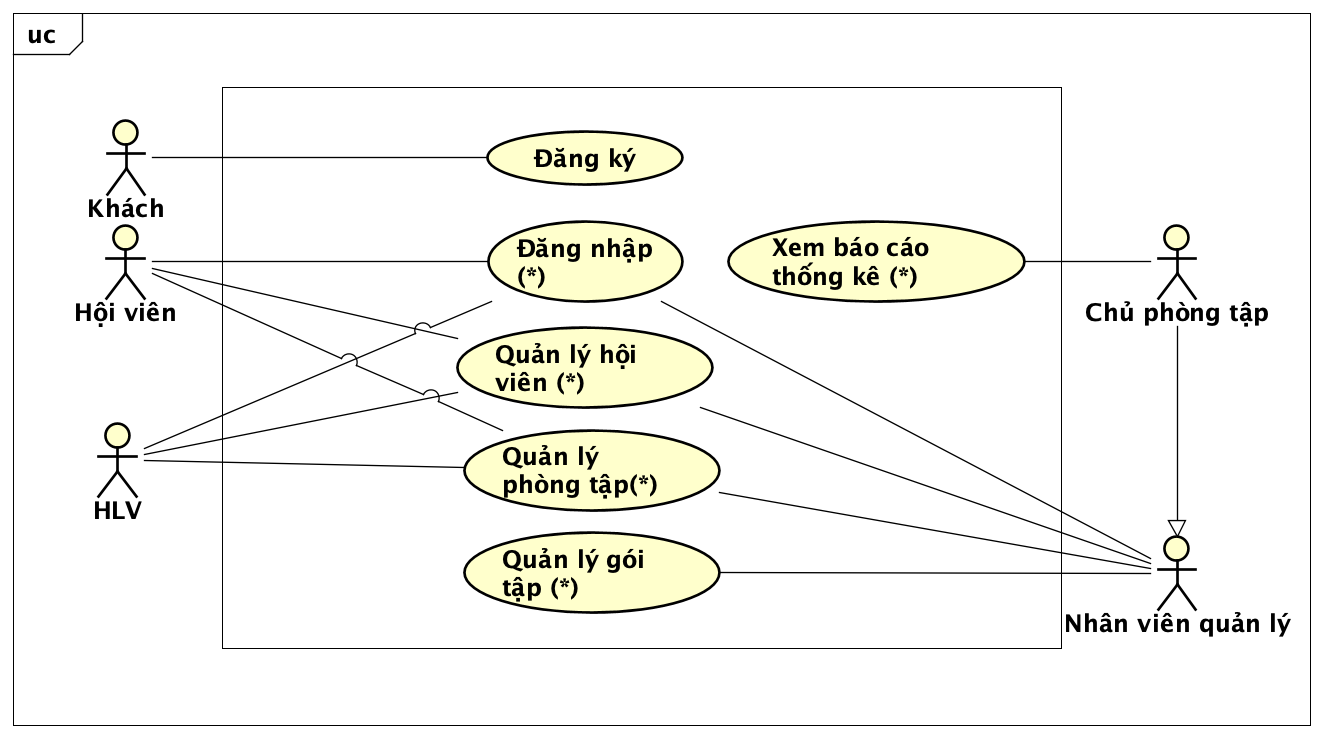 uc
Khách
Đăng ký
Hội viên
Đăng nhập
(*)
Xem báo cáo
thống kê (*)
Chủ phòng tập
Quản lý hội
viên (*)
HLV
Quản lý
phòng tập(*)
Quản lý gói
tập (*)
Nhân viên quản lý